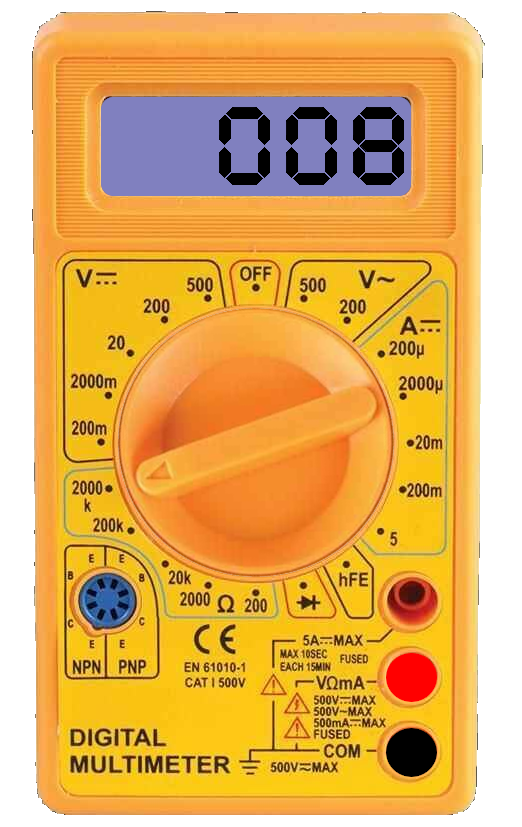 008
OFF
V⎓ 500 500 V~
200 200
A⎓
20 200µ
2000m 2000µ
200m 20m
2000k 200m
200k 5
20k hFE
2000 Ω 200
E E
B B
C C
E E
NPN PNP
CE
EN 61010-1
CAT I 500V
5A⎓MAX
MAX 10SEC
EACH 15MIN FUSED
VΩmA
500V⎓MAX
500V~MAX
500mA⎓MAX
FUSED
COM
500V≂MAX
DIGITAL
MULTIMETER